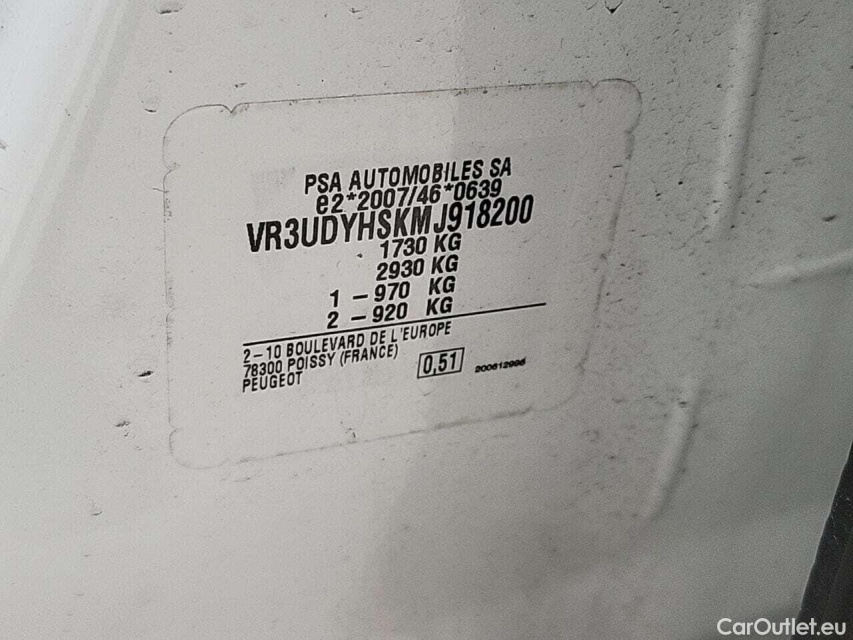 PSA AUTOMOBILES SA
e2*2007/46*0639
VR3UDYHSKMJ918200
1730 KG
2930 KG
1 – 970 KG
2 – 920 KG
2–10 BOULEVARD DE L'EUROPE
78300 POISSY (FRANCE)
PEUGEOT
0,51
CarOutlet.eu